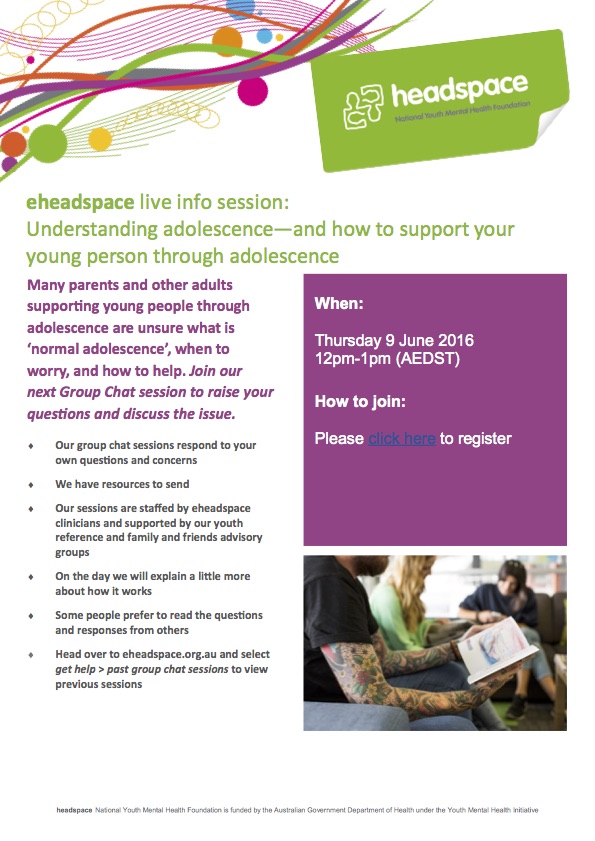 headspace
National Youth Mental Health Foundation
eheadspace live info session:
Understanding adolescence—and how to support your
young person through adolescence
Many parents and other adults
supporting young people through
adolescence are unsure what is
‘normal adolescence’, when to
worry, and how to help. Join our
next Group Chat session to raise your
questions and discuss the issue.
♦ Our group chat sessions respond to your
own questions and concerns
♦ We have resources to send
♦ Our sessions are staffed by eheadspace
clinicians and supported by our youth
reference and family and friends advisory
groups
♦ On the day we will explain a little more
about how it works
♦ Some people prefer to read the questions
and responses from others
♦ Head over to eheadspace.org.au and select
get help > past group chat sessions to view
previous sessions
When:
Thursday 9 June 2016
12pm-1pm (AEDST)
How to join:
Please click here to register
headspace National Youth Mental Health Foundation is funded by the Australian Government Department of Health under the Youth Mental Health Initiative